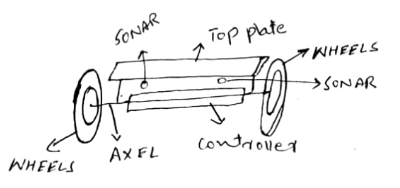 SONAR
Top plate
WHEELS
SONAR
WHEELS
AXEL
Controller